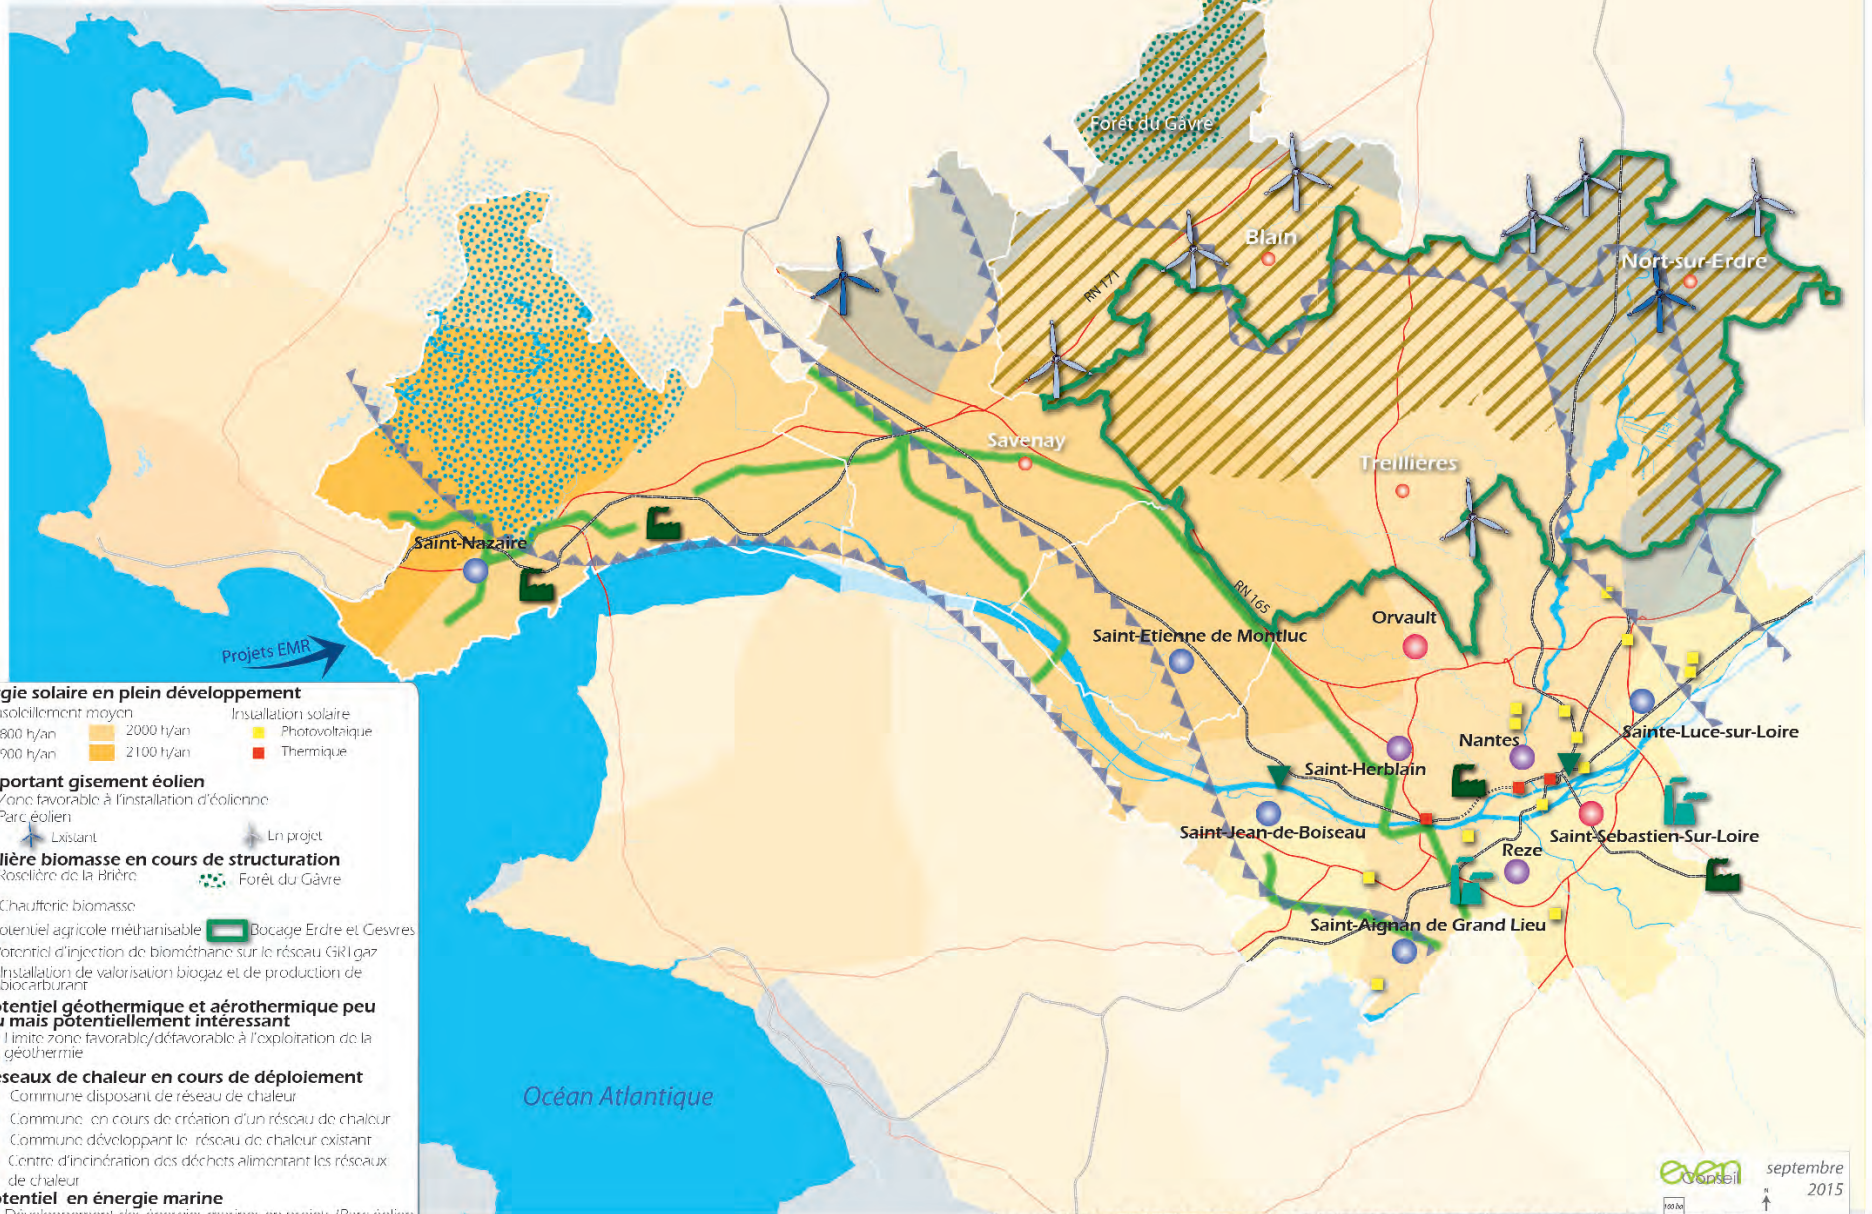 Forêt du Gâvre
Blain
Nort-sur-Erdre
RN 171
Savenay
Treillières
Saint-Nazaire
RN 165
Orvault
Saint-Etienne de Montluc
Projets EMR
Nantes
Sainte-Luce-sur-Loire
Saint-Herblain
Saint-Jean-de-Boiseau
Saint-Sebastien-Sur-Loire
Reze
Saint-Aignan de Grand Lieu
Océan Atlantique
gie solaire en plein développement
soleillement moyen
Installation solaire
800 h/an
2000 h/an
Photovoltaïque
900 h/an
2100 h/an
Thermique
portant gisement éolien
Zone favorable à l'installation d'éolienne
Parc éolien
Existant
En projet
lière biomasse en cours de structuration
Roselière de la Brière
Forêt du Gâvre
Chaufferie biomasse
otentiel agricole méthanisable
Bocage Erdre et Gesvres
Potentiel d'injection de biométhane sur le réseau GRTgaz
Installation de valorisation biogaz et de production de
biocarburant
tentiel géothermique et aérothermique peu
u mais potentiellement intéressant
Limite zone favorable/défavorable à l'exploitation de la
géothermie
seaux de chaleur en cours de déploiement
Commune disposant de réseau de chaleur
Commune en cours de création d'un réseau de chaleur
Commune développant le réseau de chaleur existant
Centre d'incinération des déchets alimentant les réseaux
de chaleur
tentiel en énergie marine
even
Conseil
septembre
2015
N
100 ha